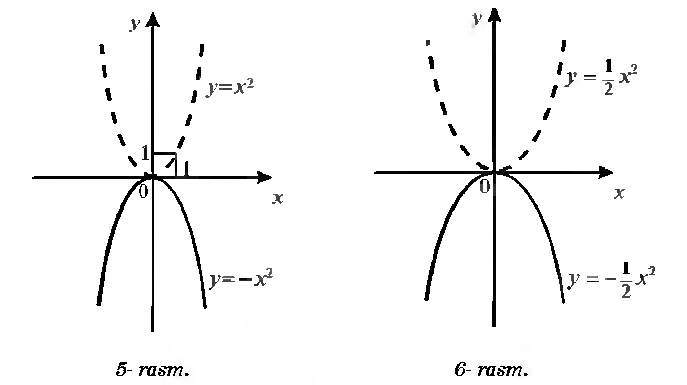 y
y=x²
1
1
0
x
y=−x²
5- rasm.
y
y = 1/2 x²
0
x
y = −1/2 x²
6- rasm.